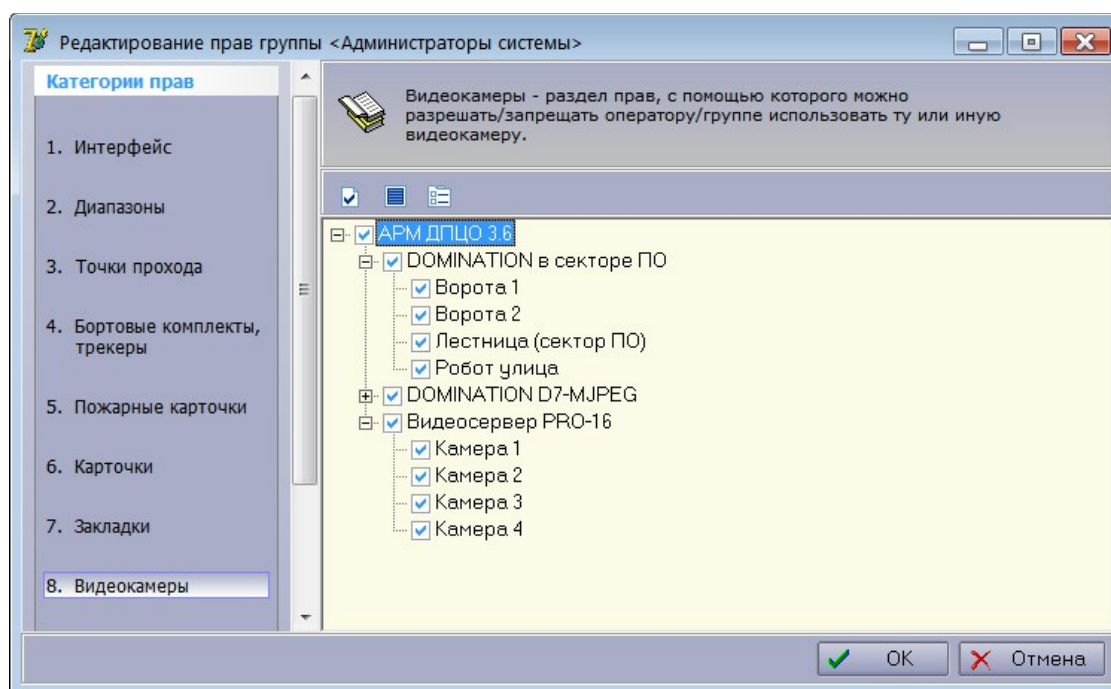 Редактирование прав группы <Администраторы системы>
Категории прав
1. Интерфейс
2. Диапазоны
3. Точки прохода
4. Бортовые комплекты,
трекеры
5. Пожарные карточки
6. Карточки
7. Закладки
8. Видеокамеры
Видеокамеры - раздел прав, с помощью которого можно
разрешать/запрещать оператору/группе использовать ту или иную
видеокамеру.
АРМ ДПЦО 3.6
DOMINATION в секторе ПО
Ворота 1
Ворота 2
Лестница (сектор ПО)
Робот улица
DOMINATION D7-MJPEG
Видеосервер PRO-16
Камера 1
Камера 2
Камера 3
Камера 4
OK
Отмена